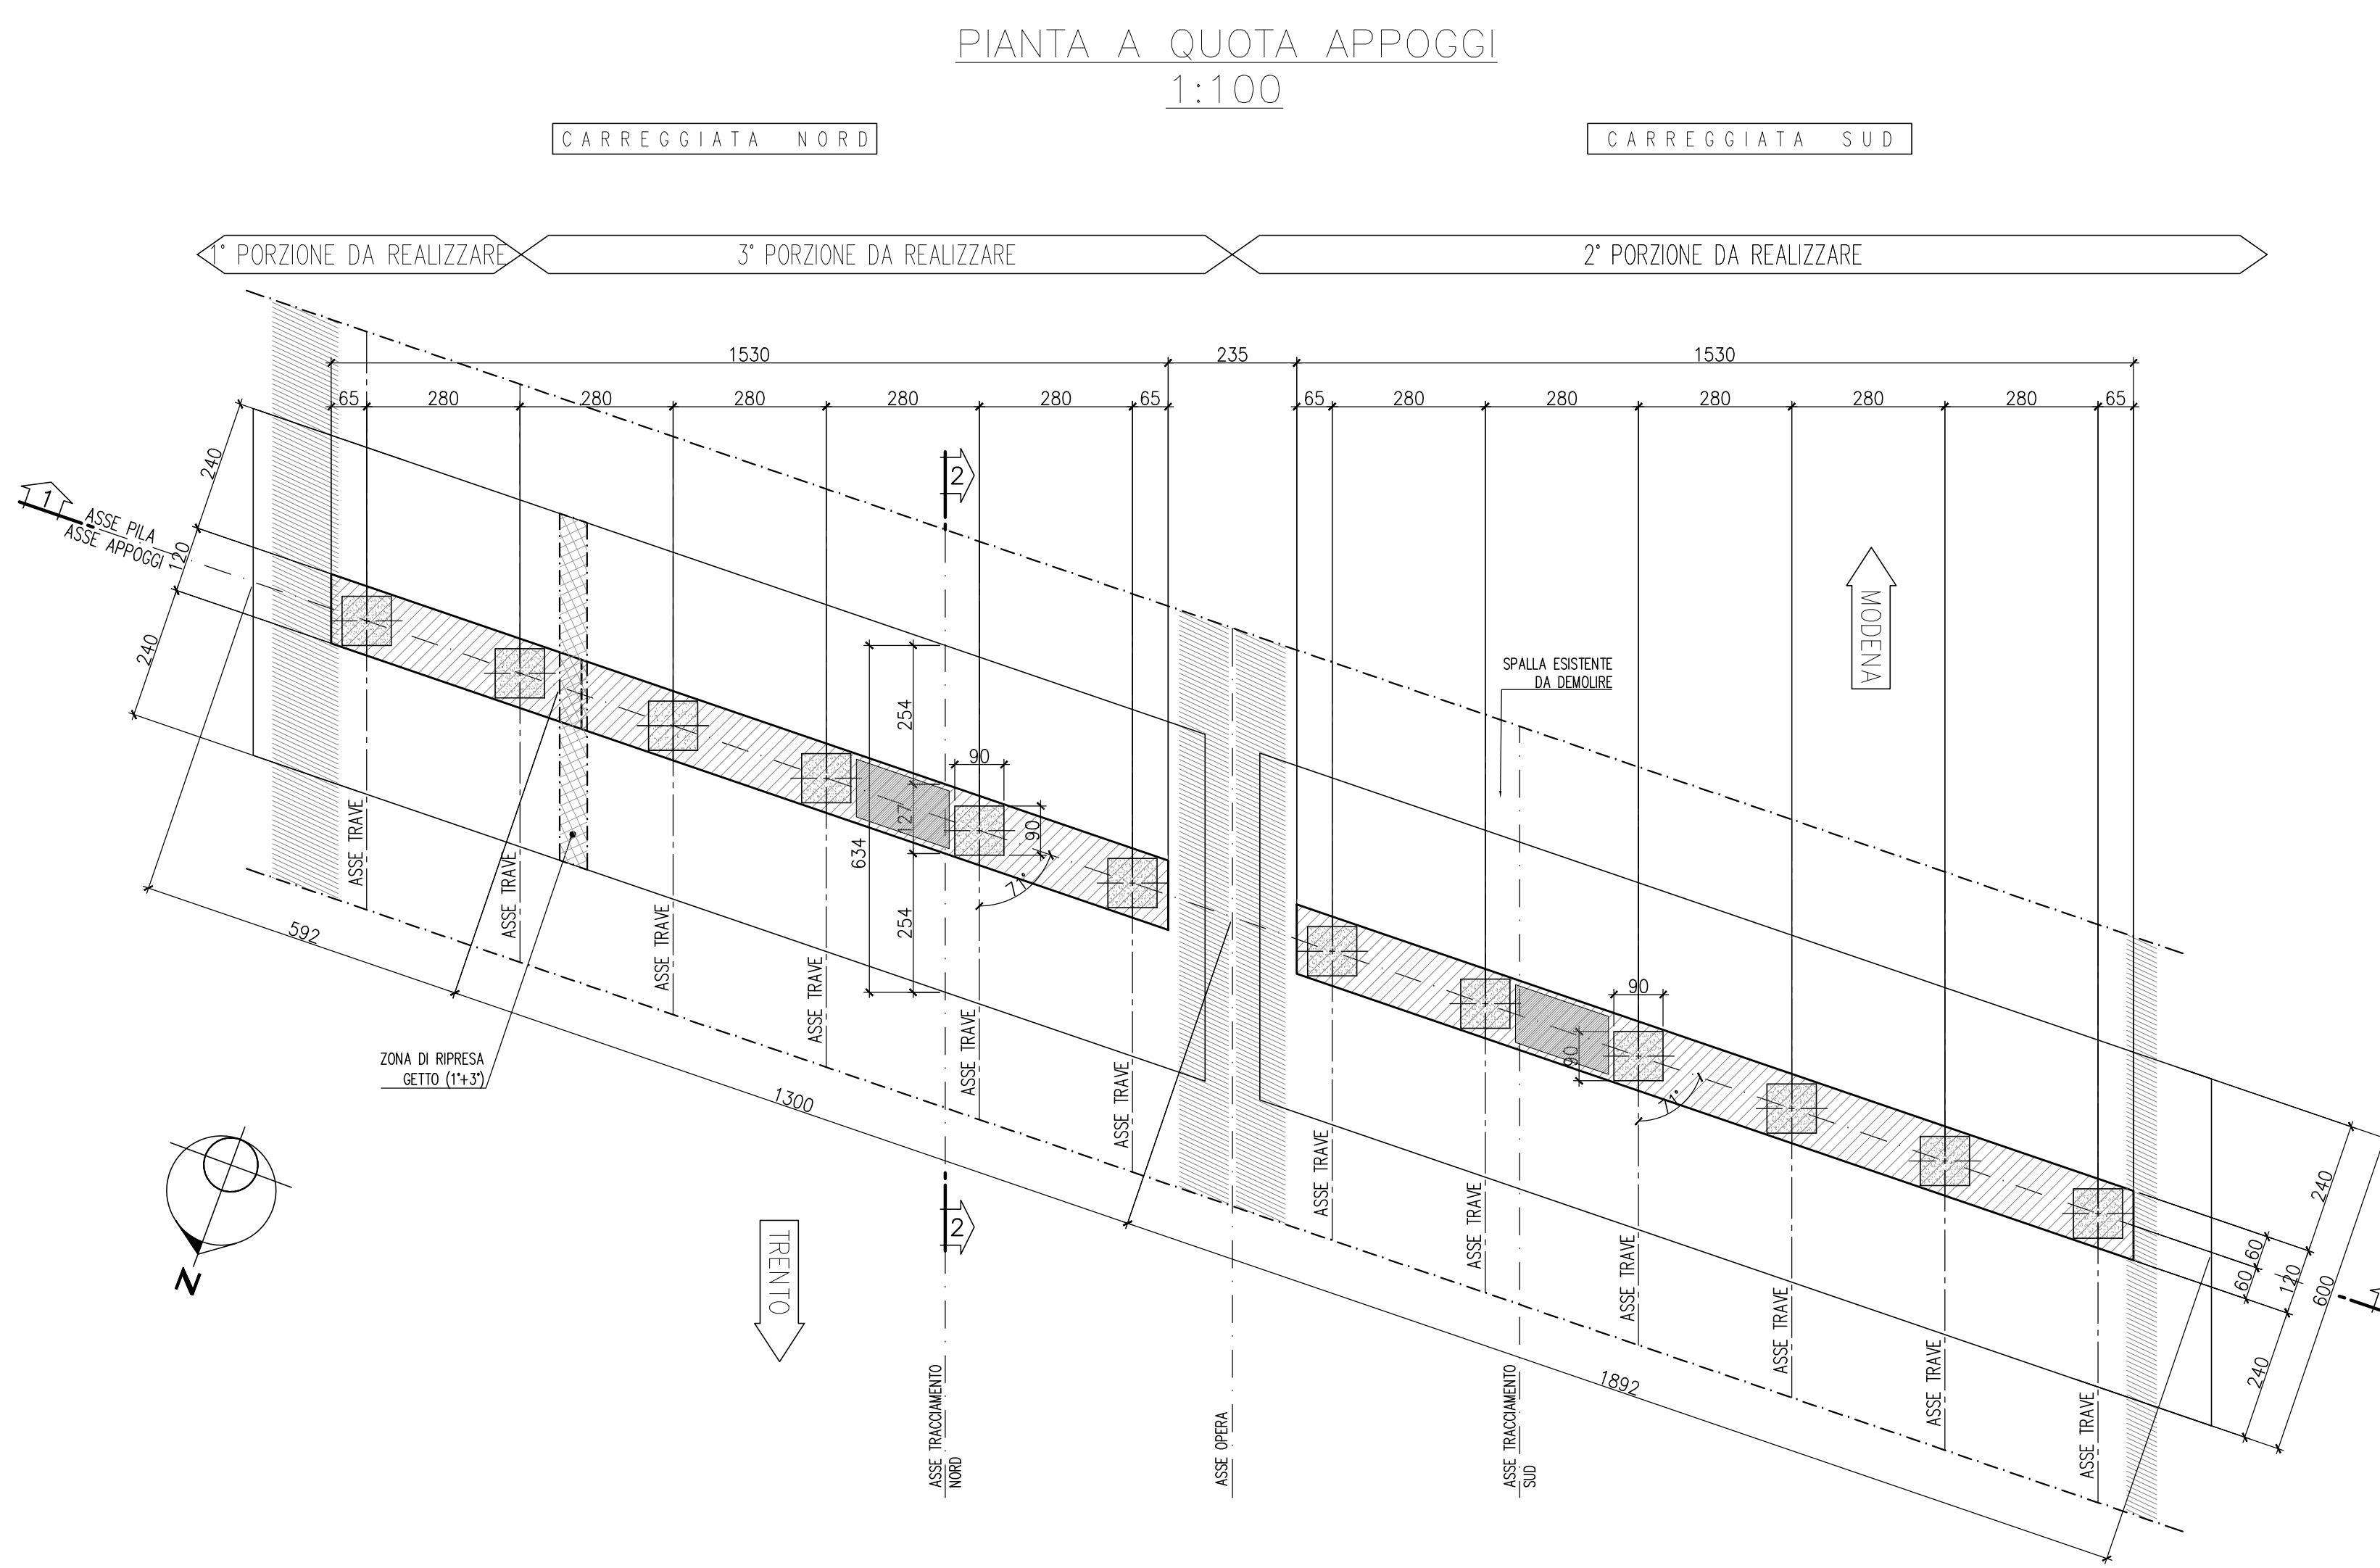 PIANTA A QUOTA APPOGGI
1:100
CARREGGIATA NORD
CARREGGIATA SUD
1° PORZIONE DA REALIZZARE
3° PORZIONE DA REALIZZARE
2° PORZIONE DA REALIZZARE
1530
235
1530
65
280
280
280
280
280
65
65
280
280
280
280
280
65
240
120
240
1
ASSE PILA
ASSE APPOGGI
2
MODENA
SPALLA ESISTENTE
DA DEMOLIRE
254
127
254
634
90
90
71°
90
90
71°
ASSE TRAVE
ASSE TRAVE
ASSE TRAVE
ASSE TRAVE
ASSE TRAVE
ASSE TRAVE
ASSE TRAVE
ASSE TRAVE
ASSE TRAVE
ASSE TRAVE
ASSE TRAVE
ASSE TRAVE
592
1300
1892
ZONA DI RIPRESA
GETTO (1°+3°)
N
TRENTO
2
ASSE TRACCIAMENTO
NORD
ASSE OPERA
ASSE TRACCIAMENTO
SUD
240
60
60
120
600
240